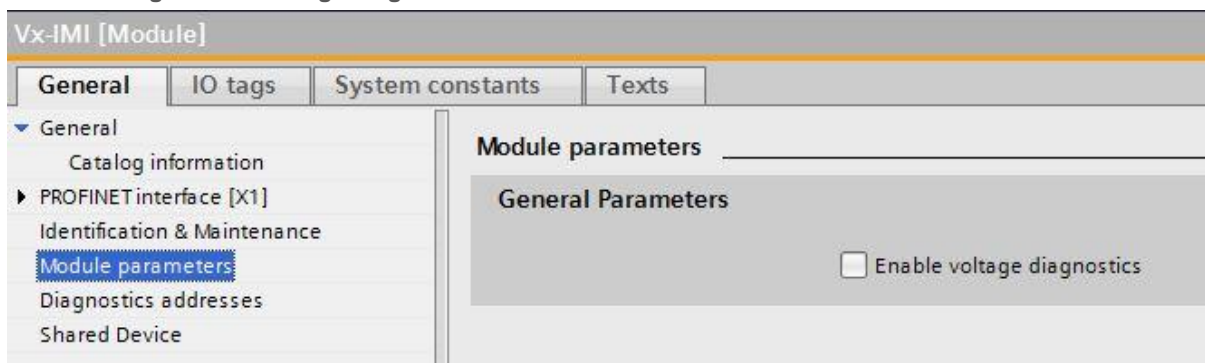 Vx-IMI [Module]
General
IO tags
System constants
Texts
General
Catalog information
PROFINET interface [X1]
Identification & Maintenance
Module parameters
Diagnostics addresses
Shared Device
Module parameters
General Parameters
Enable voltage diagnostics